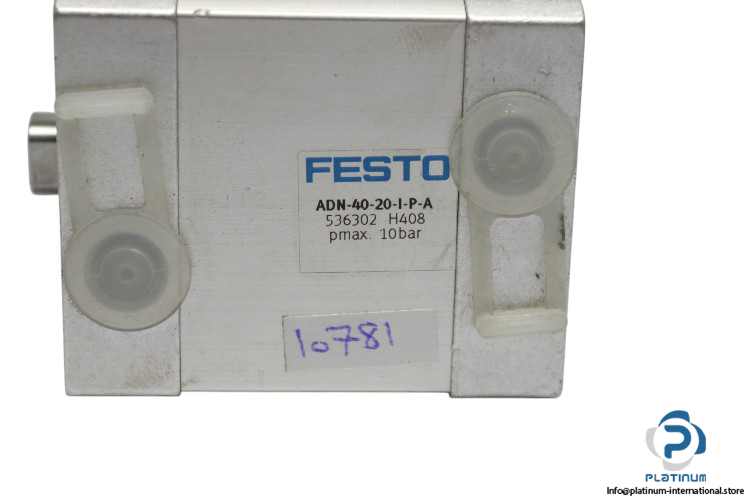 FESTO
ADN-40-20-I-P-A
536302 H408
pmax. 10bar
10781
PLATINUM
Info@platinum-international.store